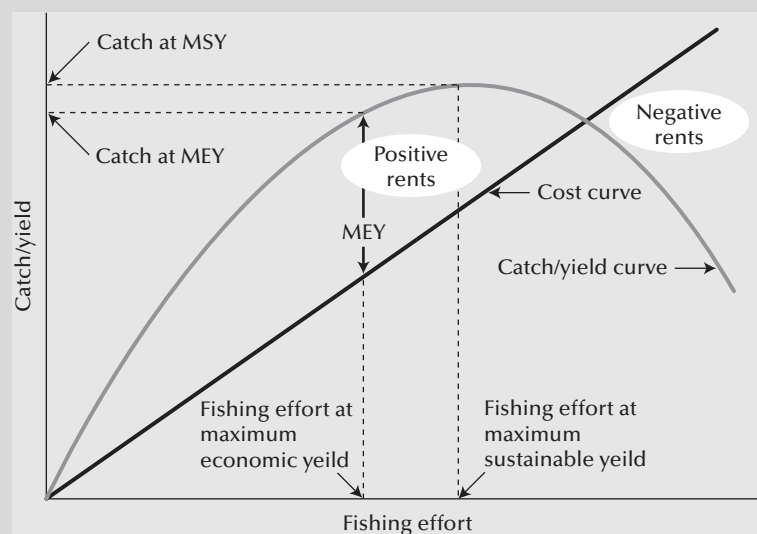 Catch at MSY
Catch at MEY
Positive
rents
Negative
rents
MEY
Cost curve
Catch/yield curve
Catch/yield
Fishing effort at
maximum
economic yeild
Fishing effort at
maximum
sustainable yeild
Fishing effort